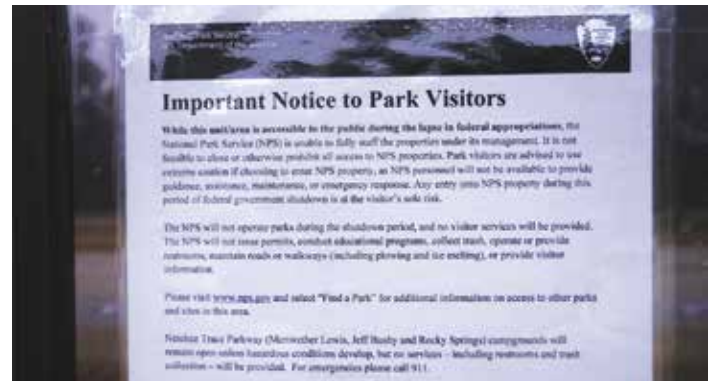 National Park Service
U.S. Department of the Interior
Important Notice to Park Visitors
While this unit/area is accessible to the public during the lapse in federal appropriations, the
National Park Service (NPS) is unable to fully staff the properties under its management. It is not
feasible to close or otherwise prohibit all access to NPS properties. Park visitors are advised to use
extreme caution if choosing to enter NPS property, as NPS personnel will not be available to provide
guidance, assistance, maintenance, or emergency response. Any entry onto NPS property during this
period of federal government shutdown is at the visitor's sole risk.
The NPS will not operate parks during the shutdown period, and no visitor services will be provided.
The NPS will not issue permits, conduct educational programs, collect trash, operate or provide
restrooms, maintain roads or walkways (including plowing and ice melting), or provide visitor
information.
Please visit www.nps.gov and select "Find a Park" for additional information on access to other parks
and sites in this area.
Natchez Trace Parkway (Meriwether Lewis, Jeff Busby and Rocky Springs) campgrounds will
remain open unless hazardous conditions develop, but no services – including restrooms and trash
collection – will be provided. For emergencies please call 911.